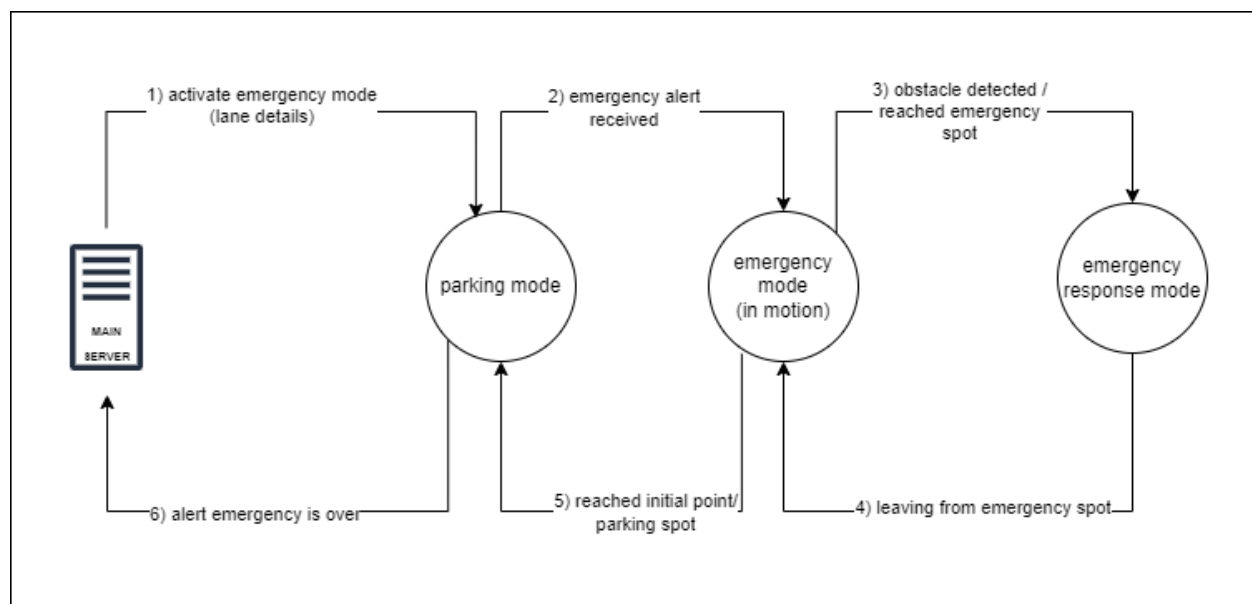 1) activate emergency mode
(lane details)
2) emergency alert
received
3) obstacle detected /
reached emergency
spot
MAIN
SERVER
parking mode
emergency
mode
(in motion)
emergency
response mode
6) alert emergency is over
5) reached initial point/
parking spot
4) leaving from emergency spot